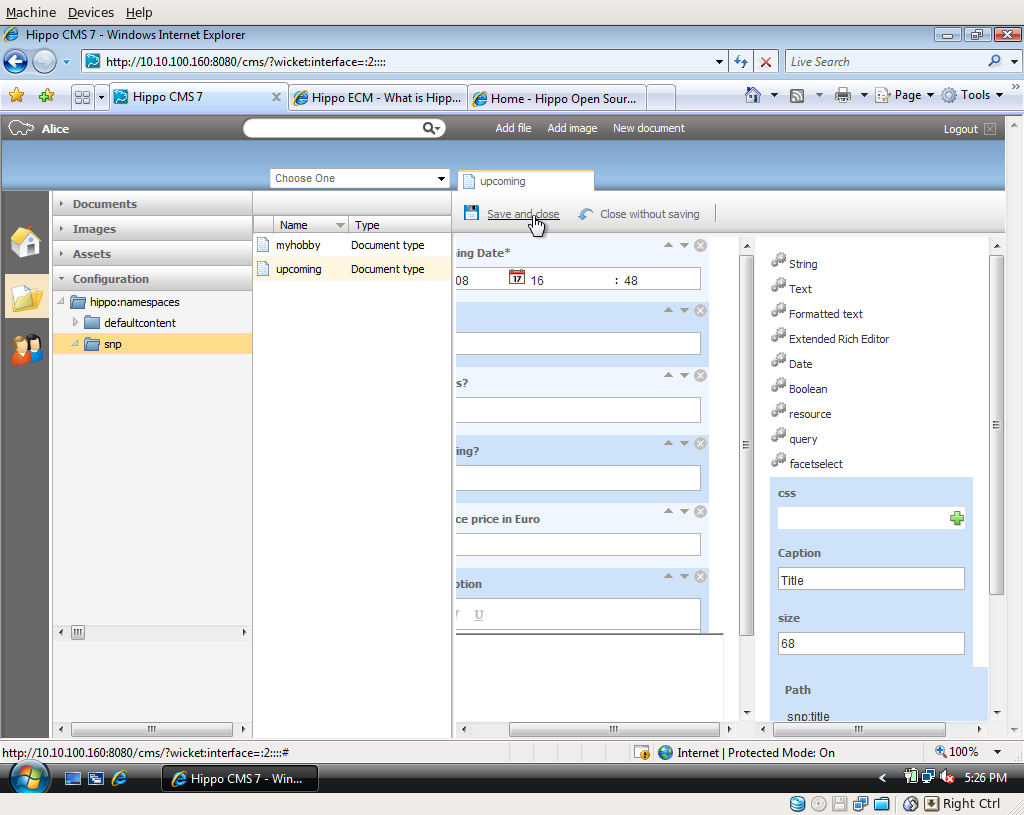 Machine Devices Help
Hippo CMS 7 - Windows Internet Explorer
http://10.10.100.160:8080/cms/?wicket:interface=:2::::
Live Search
Hippo CMS 7
Hippo ECM - What is Hipp...
Home - Hippo Open Sour...
Page
Tools
Alice
Add file
Add image
New document
Logout
Choose One
upcoming
Save and close
Close without saving
Documents
Images
Assets
Configuration
hippo:namespaces
defaultcontent
snp
Name
Type
myhobby
Document type
upcoming
Document type
ing Date*
08
17
16
: 48
s?
ing?
ce price in Euro
ption
U
String
Text
Formatted text
Extended Rich Editor
Date
Boolean
resource
query
facetselect
css
Caption
Title
size
68
Path
snp:title
http://10.10.100.160:8080/cms/?wicket:interface=:2::::#
Internet | Protected Mode: On
100%
Hippo CMS 7 - Win...
5:26 PM
Right Ctrl